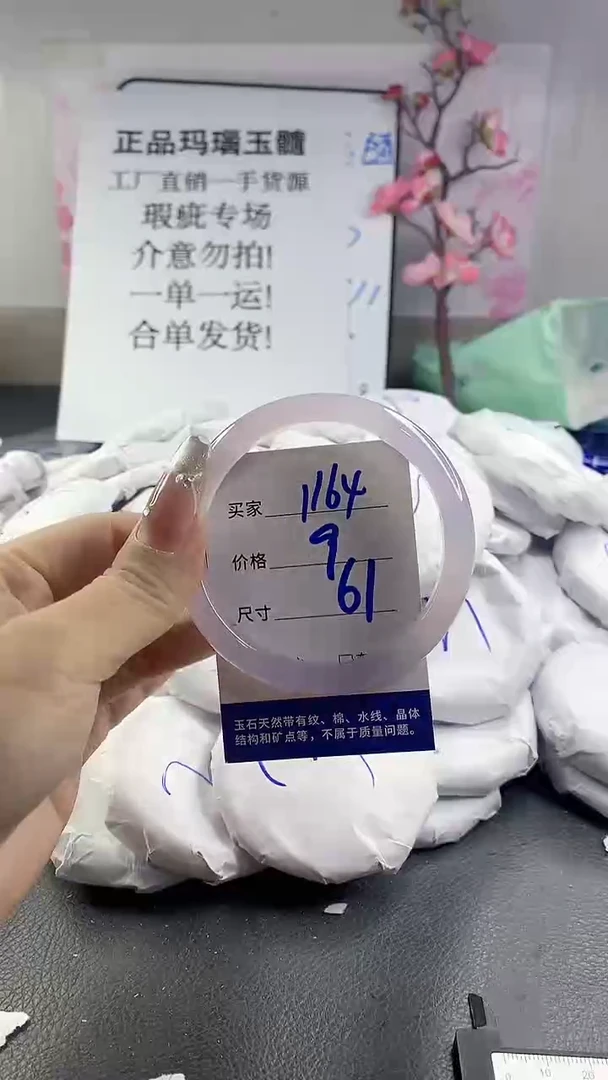 正品玛瑙玉髓
工厂直销一手货源
瑕疵专场
介意勿拍!
一单一运!
合单发货!
买家 1164
价格 9
尺寸 61
玉石天然带有纹、棉、水线、晶体
结构和矿点等，不属于质量问题。
0 10 20